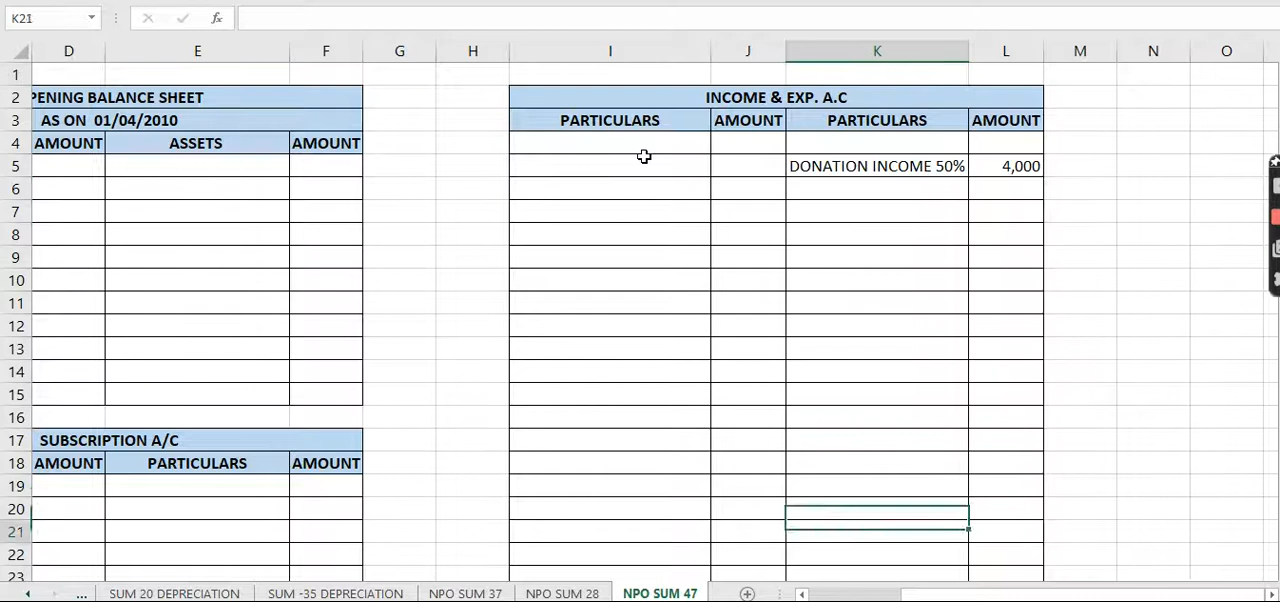 K21
fx
D E F G H I J K L M N O
1
2 PENING BALANCE SHEET INCOME & EXP. A.C
3 AS ON 01/04/2010 PARTICULARS AMOUNT PARTICULARS AMOUNT
4 AMOUNT ASSETS AMOUNT
5 DONATION INCOME 50% 4,000
6
7
8
9
10
11
12
13
14
15
16
17 SUBSCRIPTION A/C
18 AMOUNT PARTICULARS AMOUNT
19
20
21
22
23
... SUM 20 DEPRECIATION SUM -35 DEPRECIATION NPO SUM 37 NPO SUM 28 NPO SUM 47